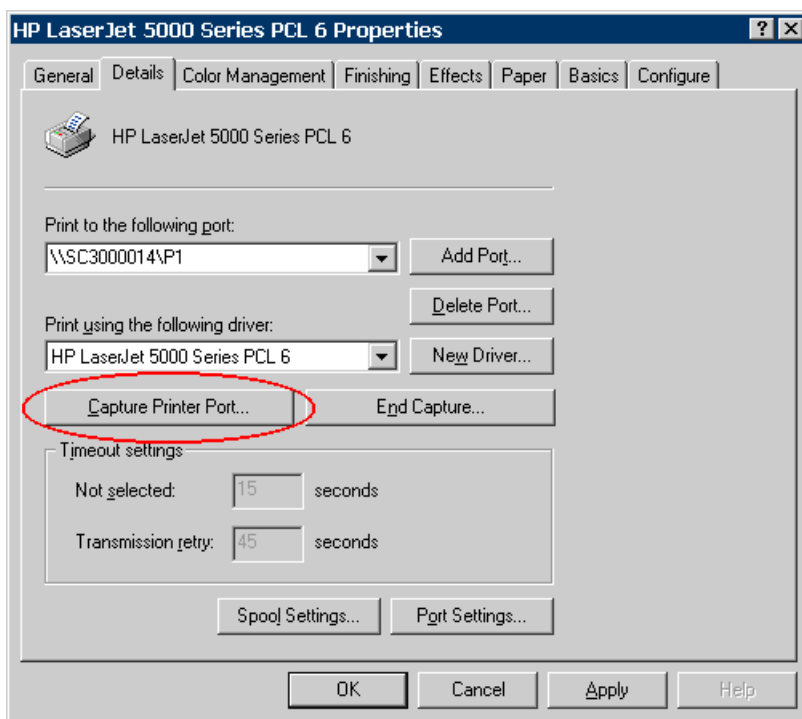 HP LaserJet 5000 Series PCL 6 Properties
General Details Color Management Finishing Effects Paper Basics Configure
HP LaserJet 5000 Series PCL 6
Print to the following port:
\\SC3000014\P1 Add Port...
Delete Port...
Print using the following driver:
HP LaserJet 5000 Series PCL 6 New Driver...
Capture Printer Port... End Capture...
Timeout settings
Not selected: 15 seconds
Transmission retry: 45 seconds
Spool Settings... Port Settings...
OK Cancel Apply Help